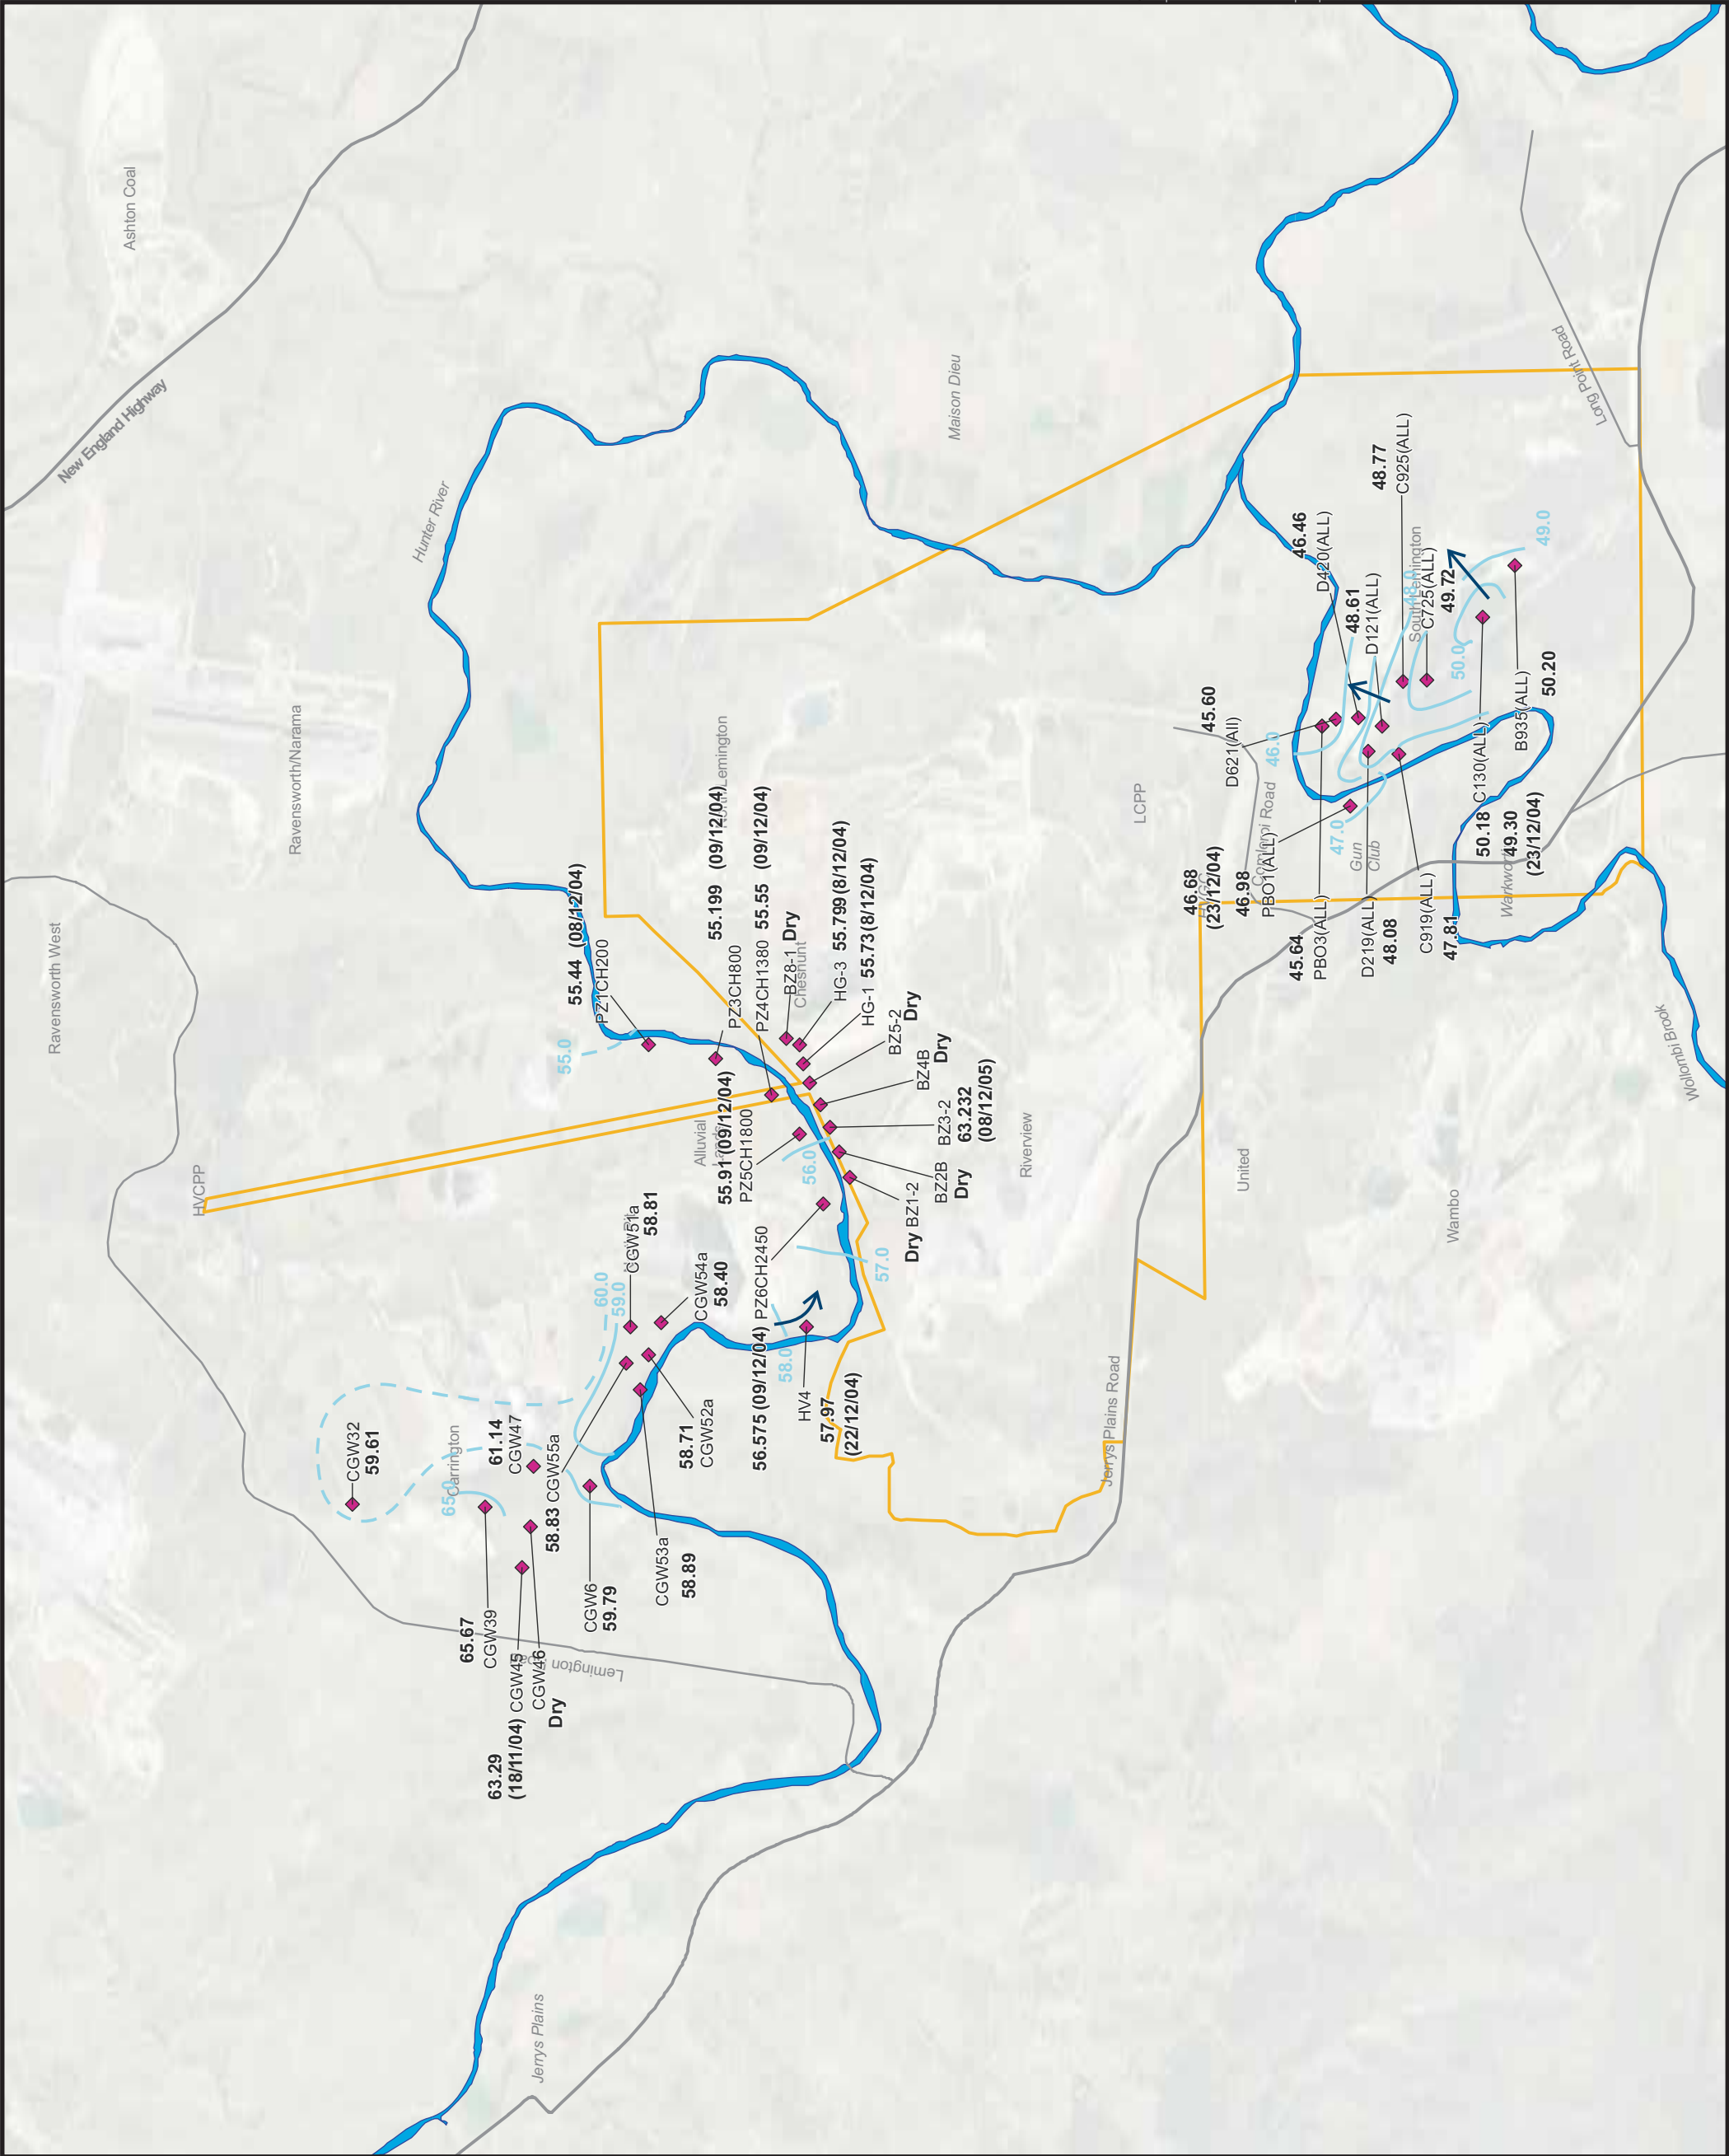 Ashton Coal
New England Highway
Ravensworth/Narama
Ravensworth West
Hunter River
Maison Dieu
HVCPP
North Lemington
Alluvial
Chesnunt
Riverview
LCPP
Comleroi Road
Gun
Club
HVGC
South Lemington
Long Point Road
Warkworth
Wollombi Brook
United
Wambo
Jerrys Plains Road
Carrington
Lemington Road
Jerrys Plains
CGW32
59.61
65.67
CGW39
63.29
(18/11/04)
CGW45
CGW46
Dry
61.14
CGW47
58.83
CGW55a
CGW6
59.79
CGW53a
58.89
58.71
CGW52a
CGW51a
58.81
CGW54a
58.40
65.0
60.0
59.0
58.0
57.0
56.0
55.0
HV4
57.97
(22/12/04)
56.575 (09/12/04)
PZ6CH2450
55.91 (09/12/04)
PZ5CH1800
55.44 (08/12/04)
PZ1CH200
55.199 (09/12/04)
PZ3CH800
PZ4CH1380 55.55 (09/12/04)
BZ8-1 Dry
HG-3 55.799 (8/12/04)
HG-1 55.73 (8/12/04)
BZ5-2
Dry
BZ4B
Dry
BZ3-2
63.232
(08/12/05)
BZ2B
Dry
Dry BZ1-2
45.60
D621(All)
46.46
D420(ALL)
48.61
D121(ALL)
48.77
C925(ALL)
C725(ALL)
49.72
46.68
(23/12/04)
46.98
PBO1(ALL)
45.64
PBO3(ALL)
D219(ALL)
48.08
C919(ALL)
47.81
50.18
C130(ALL)
49.30
(23/12/04)
B935(ALL)
50.20
46.0
47.0
48.0
50.0
49.0